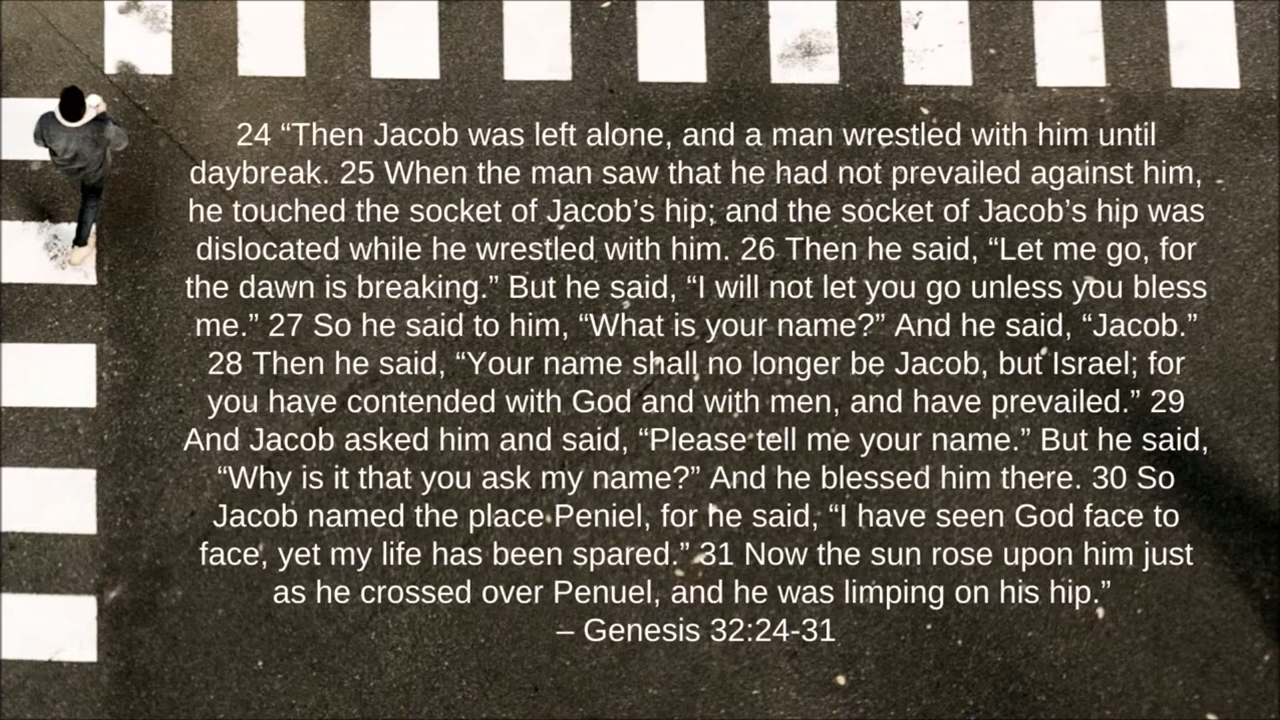 24 “Then Jacob was left alone, and a man wrestled with him until
daybreak. 25 When the man saw that he had not prevailed against him,
he touched the socket of Jacob’s hip; and the socket of Jacob’s hip was
dislocated while he wrestled with him. 26 Then he said, “Let me go, for
the dawn is breaking.” But he said, “I will not let you go unless you bless
me.” 27 So he said to him, “What is your name?” And he said, “Jacob.”
28 Then he said, “Your name shall no longer be Jacob, but Israel; for
you have contended with God and with men, and have prevailed.” 29
And Jacob asked him and said, “Please tell me your name.” But he said,
“Why is it that you ask my name?” And he blessed him there. 30 So
Jacob named the place Peniel, for he said, “I have seen God face to
face, yet my life has been spared.” 31 Now the sun rose upon him just
as he crossed over Penuel, and he was limping on his hip.”
– Genesis 32:24-31